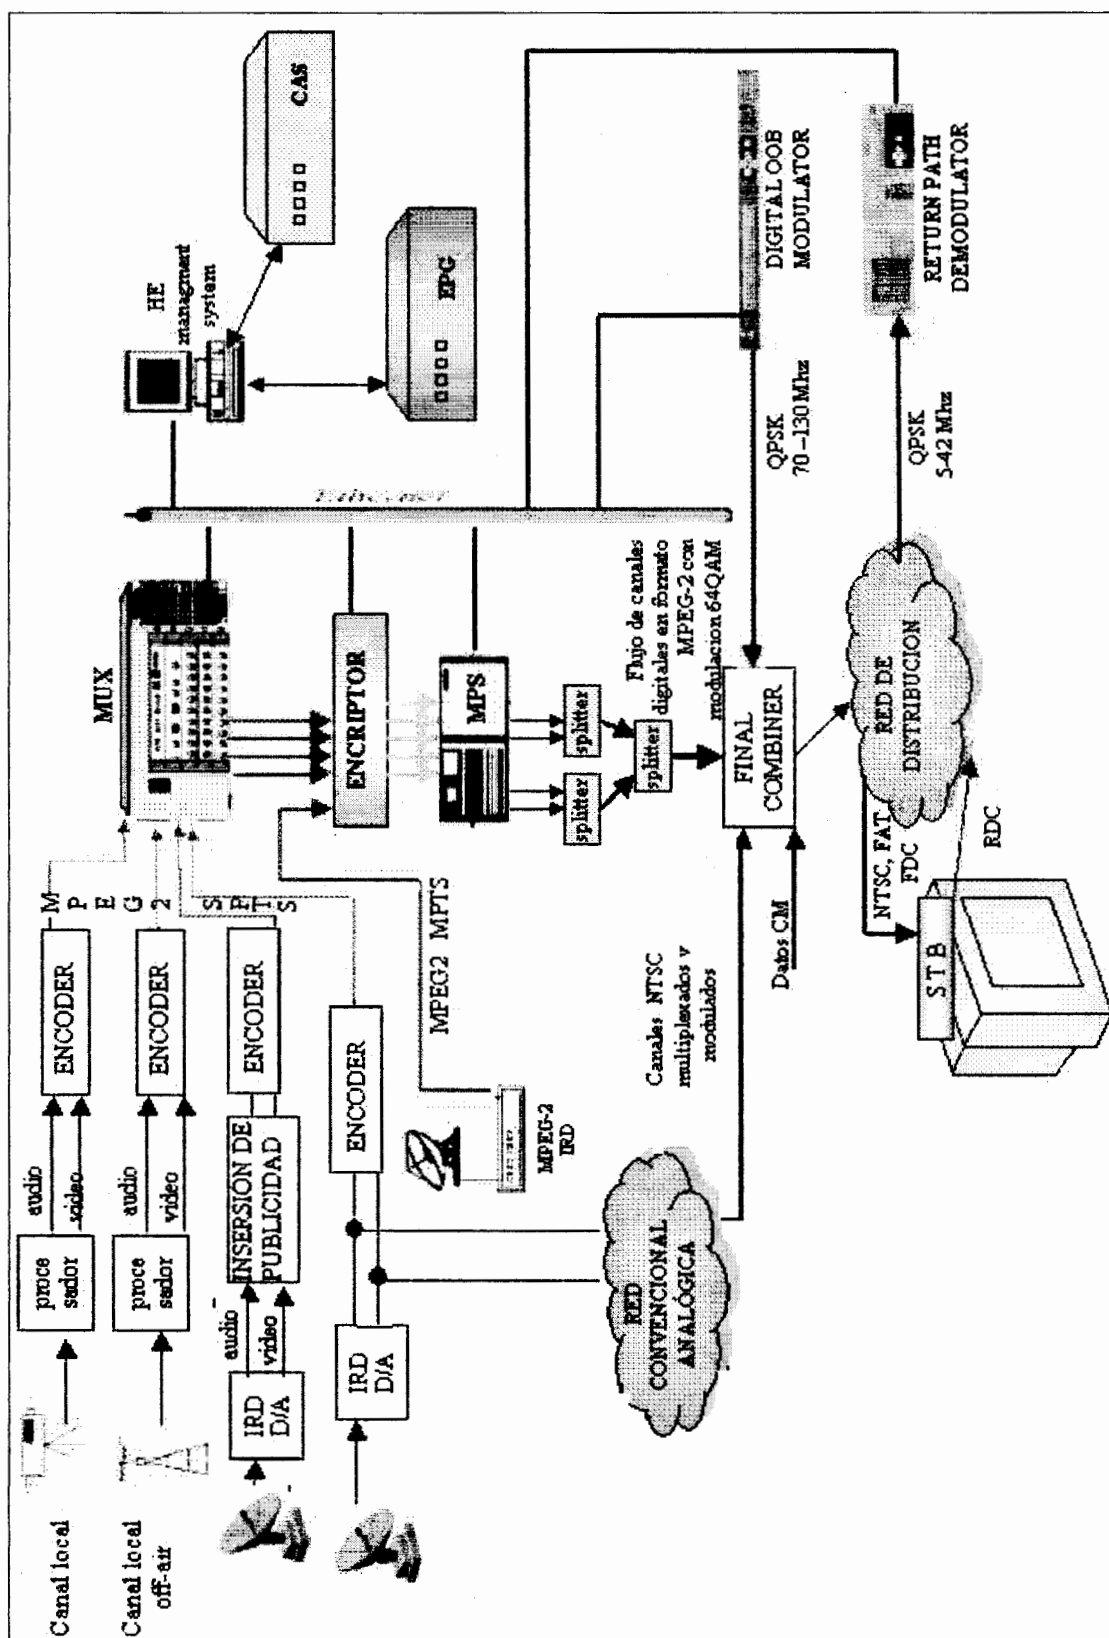 Canal local
proce
sador
audio
video
ENCODER
Canal local
off-air
proce
sador
audio
video
ENCODER
IRD
D/A
audio
video
INSERSION DE
PUBLICIDAD
ENCODER
IRD
D/A
ENCODER
MPEG2 SPTS
MUX
HE
managment
system
CAS
EPG
MPEG-2
IRD
MPEG2 MPTS
ENCRIPTOR
MPS
splitter
splitter
splitter
Flujo de canales
digitales en formato
MPEG-2 con
modulacion 64QAM
RED
CONVENCIONAL
ANALÓGICA
Canales NTSC
multiplexados y
modulados
Datos CM
FINAL
COMBINER
QPSK
70-130 Mhz
DIGITAL OOB
MODULATOR
RED DE
DISTRIBUCION
QPSK
5-42 Mhz
RETURN PATH
DEMODULATOR
NTSC, FAT
FDC
RDC
STB